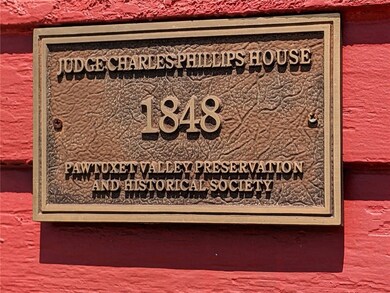 JUDGE CHARLES PHILLIPS HOUSE
1848
PAWTUXET VALLEY PRESERVATION
AND HISTORICAL SOCIETY